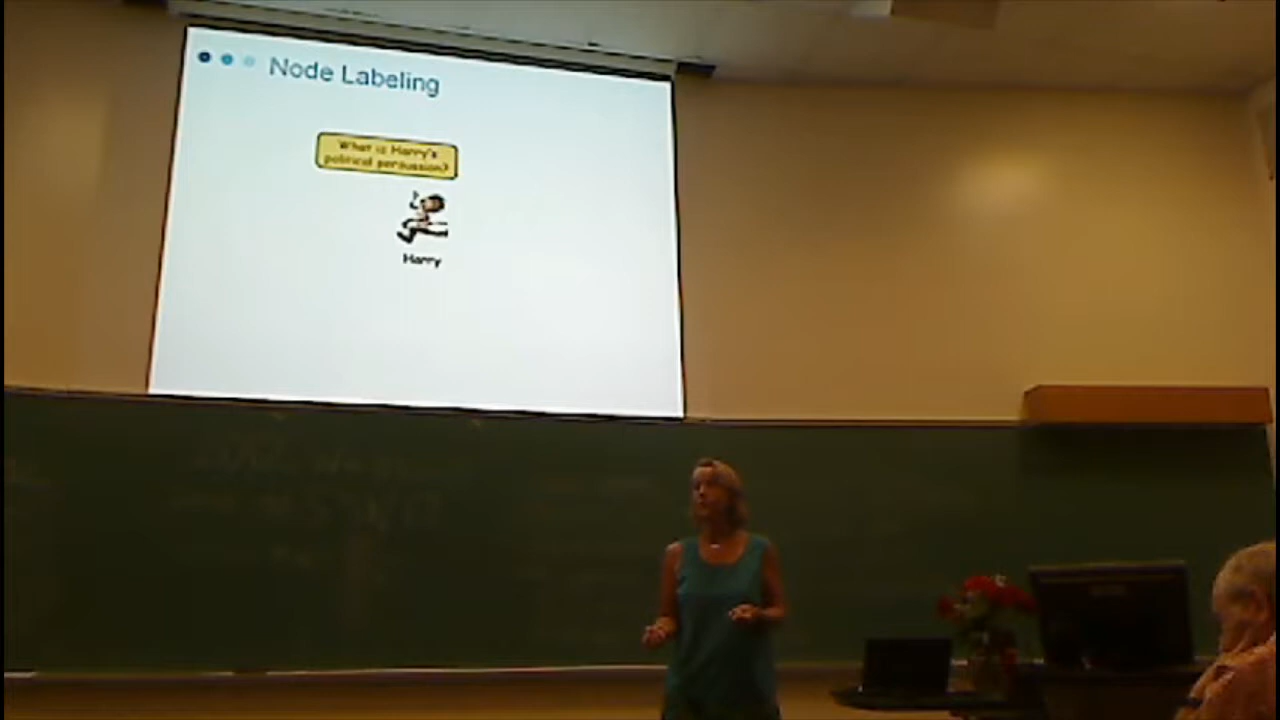 Node Labeling
What is Harry's
political persuasion?
Harry